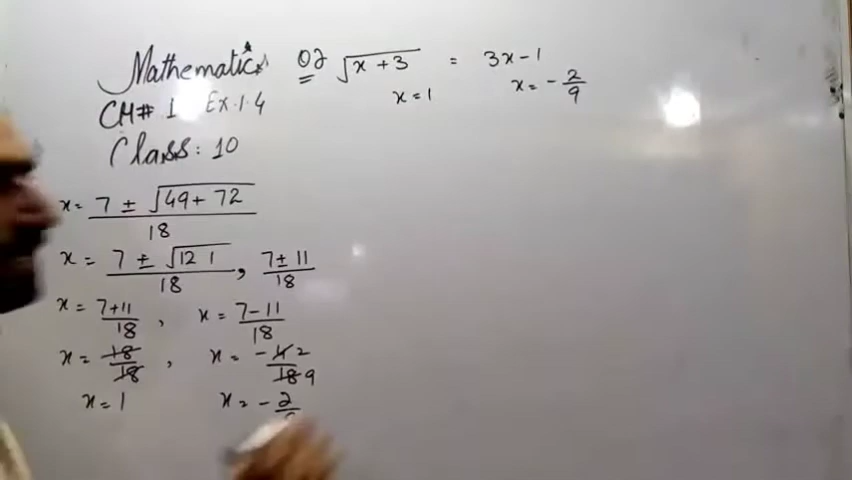 Mathematics Q2 √(x + 3) = 3x - 1
x = 1 x = - 2/9
CH# 1 Ex. 1.4
Class: 10
x = (7 ± √(49 + 72))/18
x = (7 ± √121)/18 , (7 ± 11)/18
x = (7+11)/18 , x = (7-11)/18
x = 18/18 , x = -4 2/18 9
x = 1 x = - 2/